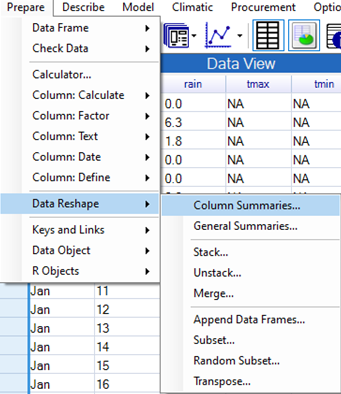 Prepare Describe Model Climatic Procurement Optio
Data Frame
Check Data
Calculator...
Column: Calculate
Column: Factor
Column: Text
Column: Date
Column: Define
Data Reshape
Keys and Links
Data Object
R Objects
Data View
rain tmax tmin
0.0 NA NA
6.3 NA NA
1.8 NA NA
0.0 NA NA
0.0 NA NA
Column Summaries...
General Summaries...
Stack...
Unstack...
Merge...
Append Data Frames...
Subset...
Random Subset...
Transpose...
Jan 11
Jan 12
Jan 13
Jan 14
Jan 15
Jan 16